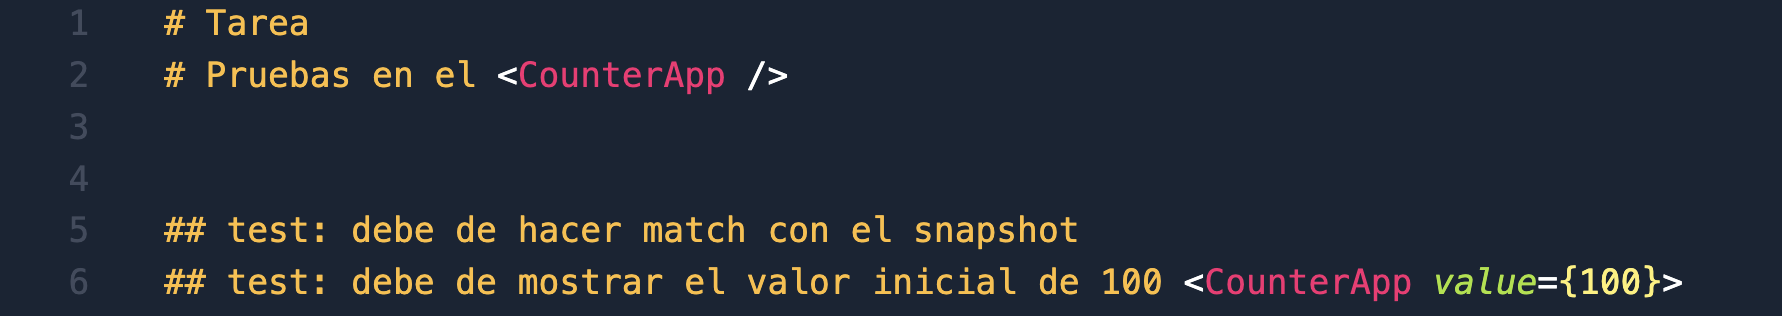 1 # Tarea
2 # Pruebas en el <CounterApp />
3
4
5 ## test: debe de hacer match con el snapshot
6 ## test: debe de mostrar el valor inicial de 100 <CounterApp value={100}>